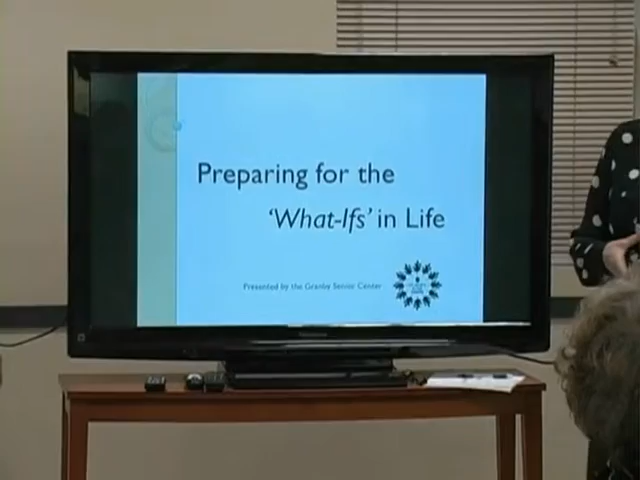 Preparing for the
‘What-Ifs’ in Life
Presented by the Granby Senior Center